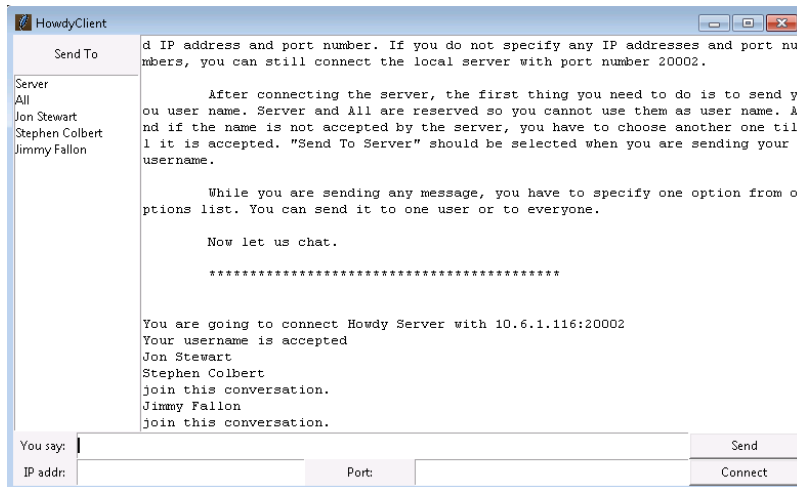 HowdyClient
Send To
Server
All
Jon Stewart
Stephen Colbert
Jimmy Fallon
d IP address and port number. If you do not specify any IP addresses and port nu
mbers, you can still connect the local server with port number 20002.
After connecting the server, the first thing you need to do is to send y
ou user name. Server and All are reserved so you cannot use them as user name. A
nd if the name is not accepted by the server, you have to choose another one til
l it is accepted. "Send To Server" should be selected when you are sending your
username.
While you are sending any message, you have to specify one option from o
ptions list. You can send it to one user or to everyone.
Now let us chat.
*******************************************
You are going to connect Howdy Server with 10.6.1.116:20002
Your username is accepted
Jon Stewart
Stephen Colbert
join this conversation.
Jimmy Fallon
join this conversation.
You say:
Send
IP addr:
Port:
Connect